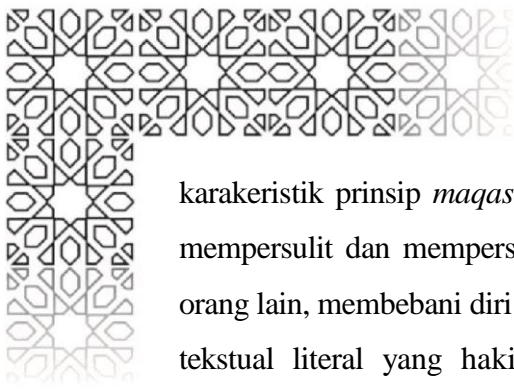 karakeristik prinsip maqas
mempersulit dan mempers
orang lain, membebani diri
tekstual literal yang haki